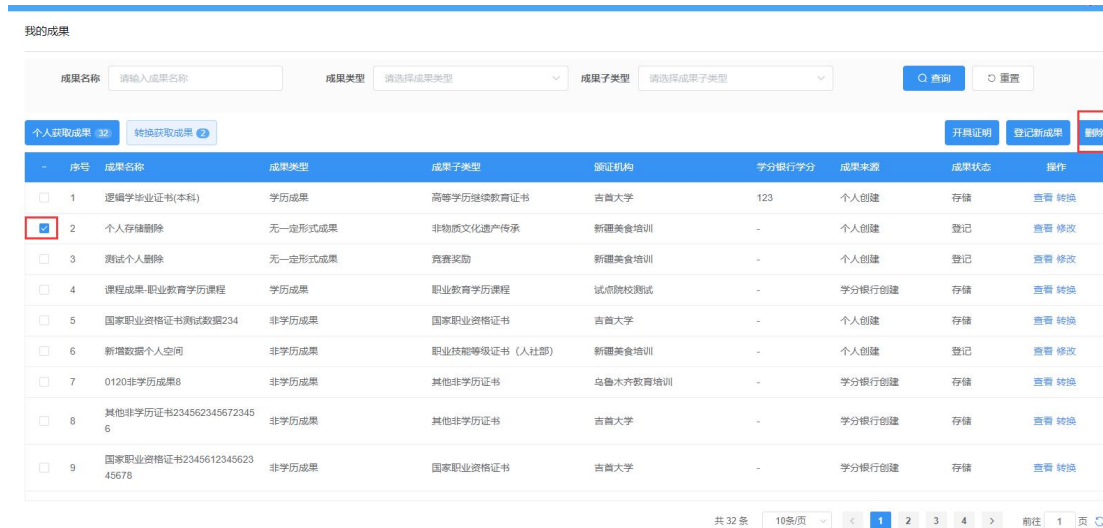 我的成果
成果名称 请输入成果名称 成果类型 请选择成果类型 成果子类型 请选择成果子类型 查询 重置
个人获取成果 32 转换获取成果 2 开具证明 登记新成果 删除
- 序号 成果名称 成果类型 成果子类型 颁证机构 学分银行学分 成果来源 成果状态 操作
1 逻辑学毕业证书(本科) 学历成果 高等学历继续教育证书 吉首大学 123 个人创建 存储 查看 转换
2 个人存储删除 无一定形式成果 非物质文化遗产传承 新疆美食培训 - 个人创建 登记 查看 修改
3 测试个人删除 无一定形式成果 竞赛奖励 新疆美食培训 - 个人创建 登记 查看 修改
4 课程成果-职业教育学历课程 学历成果 职业教育学历课程 试点院校测试 - 学分银行创建 存储 查看 转换
5 国家职业资格证书测试数据234 非学历成果 国家职业资格证书 吉首大学 - 个人创建 存储 查看 转换
6 新增数据个人空间 非学历成果 职业技能等级证书（人社部） 新疆美食培训 - 个人创建 登记 查看 修改
7 0120非学历成果8 非学历成果 其他非学历证书 乌鲁木齐教育培训 - 学分银行创建 存储 查看 转换
8 其他非学历证书234562345672345
6 非学历成果 其他非学历证书 吉首大学 - 学分银行创建 存储 查看 转换
9 国家职业资格证书2345612345623
45678 非学历成果 国家职业资格证书 吉首大学 - 学分银行创建 存储 查看 转换
共 32 条 10条/页 < 1 2 3 4 > 前往 1 页